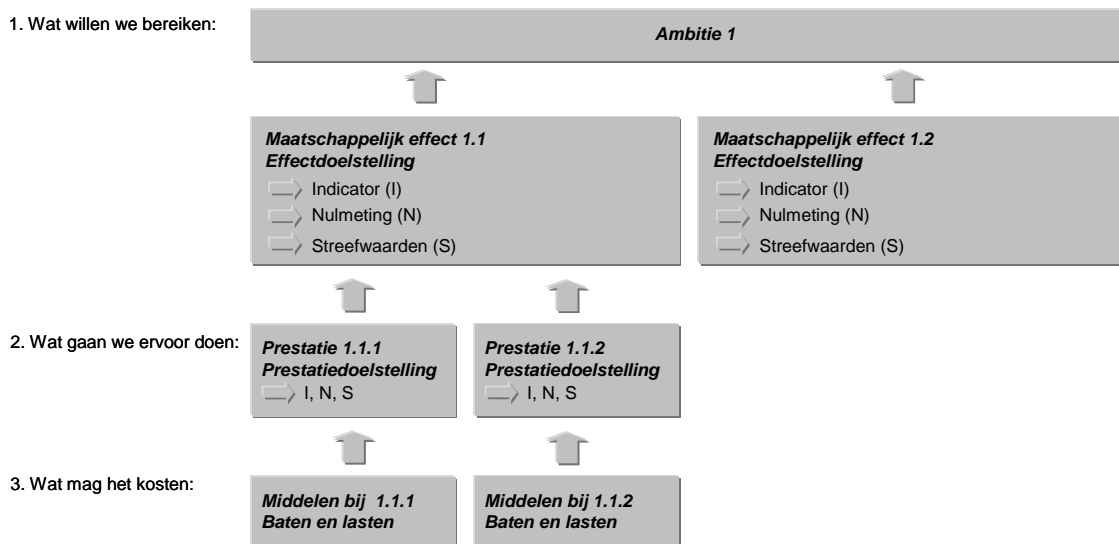 1. Wat willen we bereiken:
Ambitie 1
Maatschappelijk effect 1.1
Effectdoelstelling
Indicator (I)
Nulmeting (N)
Streefwaarden (S)
Maatschappelijk effect 1.2
Effectdoelstelling
Indicator (I)
Nulmeting (N)
Streefwaarden (S)
2. Wat gaan we ervoor doen:
Prestatie 1.1.1
Prestatiedoelstelling
I, N, S
Prestatie 1.1.2
Prestatiedoelstelling
I, N, S
3. Wat mag het kosten:
Middelen bij 1.1.1
Baten en lasten
Middelen bij 1.1.2
Baten en lasten